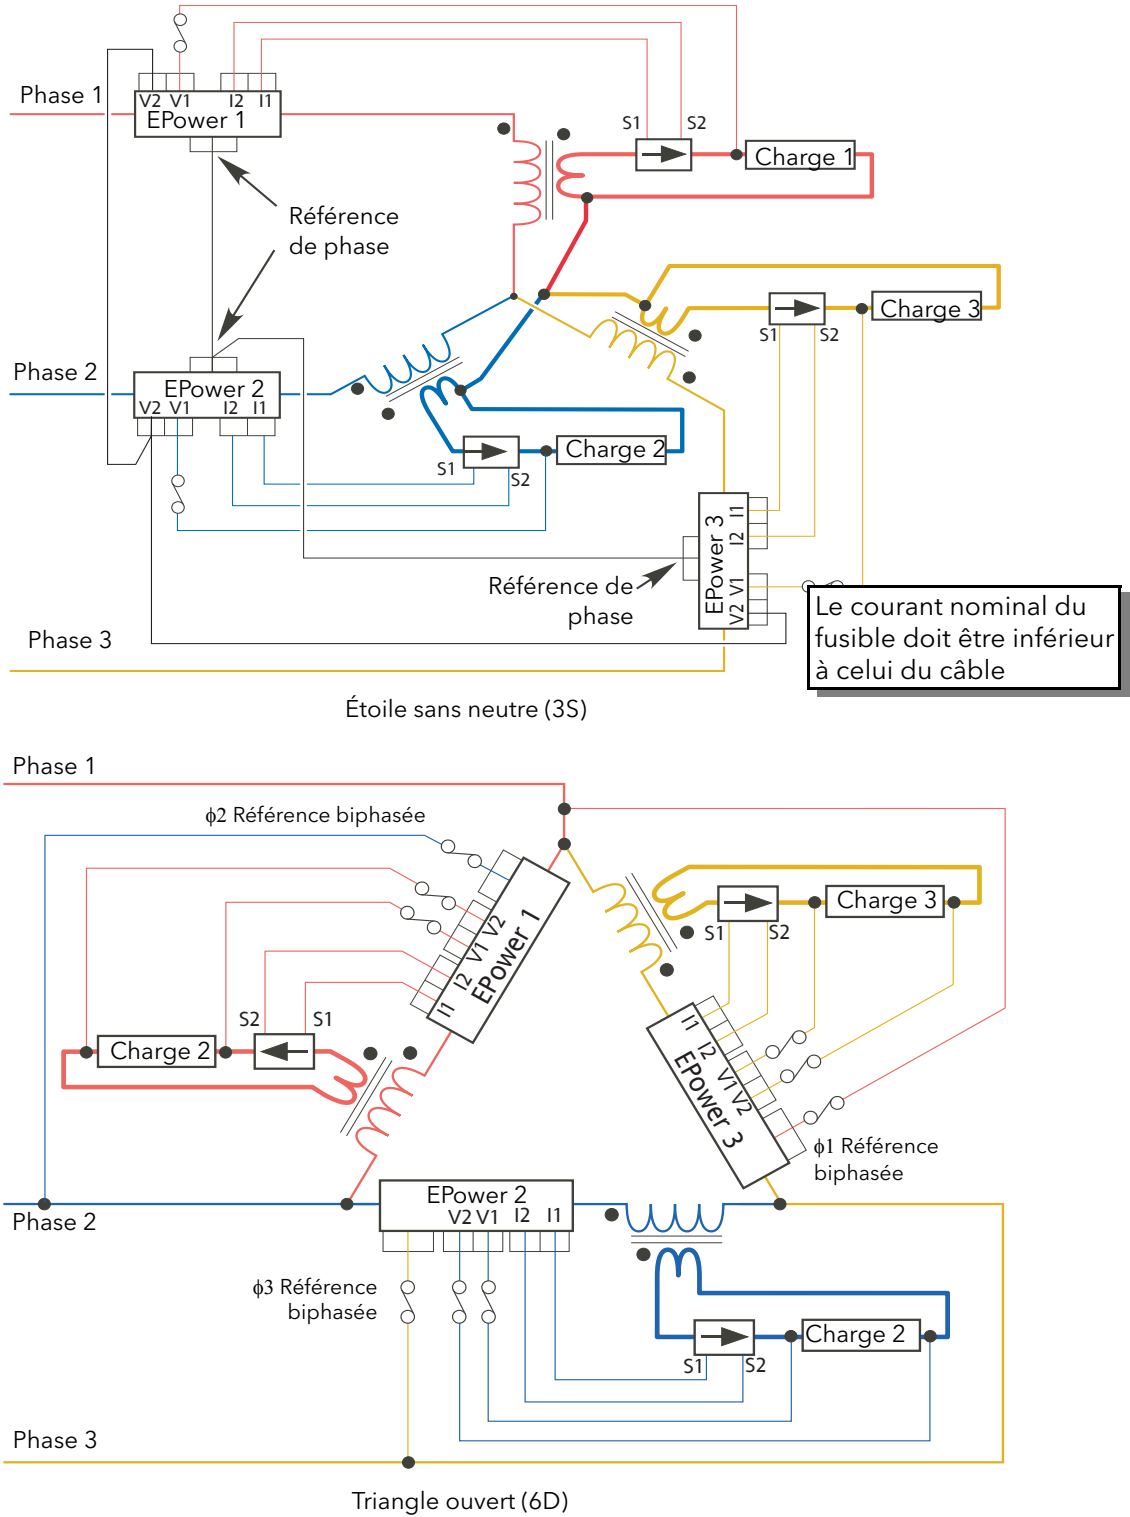 Phase 1
V2 V1 I2 I1
EPower 1
S1 S2
Charge 1
Référence
de phase
Charge 3
S1 S2
Phase 2
EPower 2
V2 V1 I2 I1
Charge 2
S1
S2
EPower 3
I1
I2
V1
V2
Référence de
phase
Le courant nominal du
fusible doit être inférieur
à celui du câble
Phase 3
Étoile sans neutre (3S)
Phase 1
ϕ2 Référence biphasée
EPower 1
I1 I2 V1 V2
Charge 3
S1 S2
S2 S1
Charge 2
I1 I2 V1 V2
EPower 3
ϕ1 Référence
biphasée
Phase 2
EPower 2
V2 V1 I2 I1
ϕ3 Référence
biphasée
Charge 2
S1 S2
Phase 3
Triangle ouvert (6D)